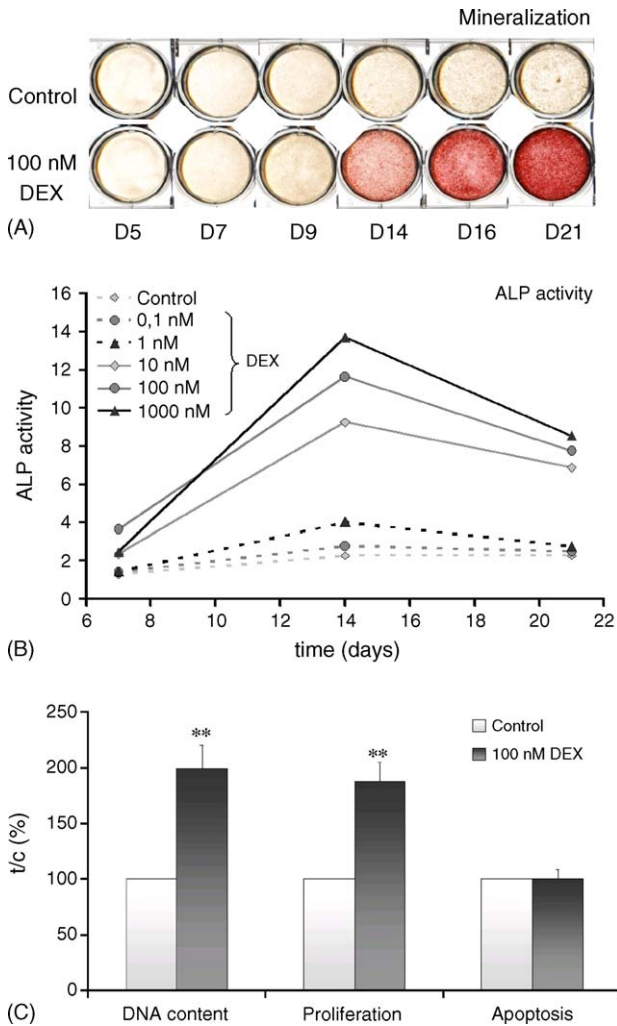 Mineralization
Control
100 nM
DEX
(A)
D5 D7 D9 D14 D16 D21
16
14
12
10
8
6
4
2
0
ALP activity
Control
0,1 nM
1 nM
10 nM
100 nM
1000 nM
DEX
ALP activity
6 8 10 12 14 16 18 20 22
time (days)
(B)
250
200
150
100
50
0
t/c (%)
**
**
Control
100 nM DEX
DNA content Proliferation Apoptosis
(C)